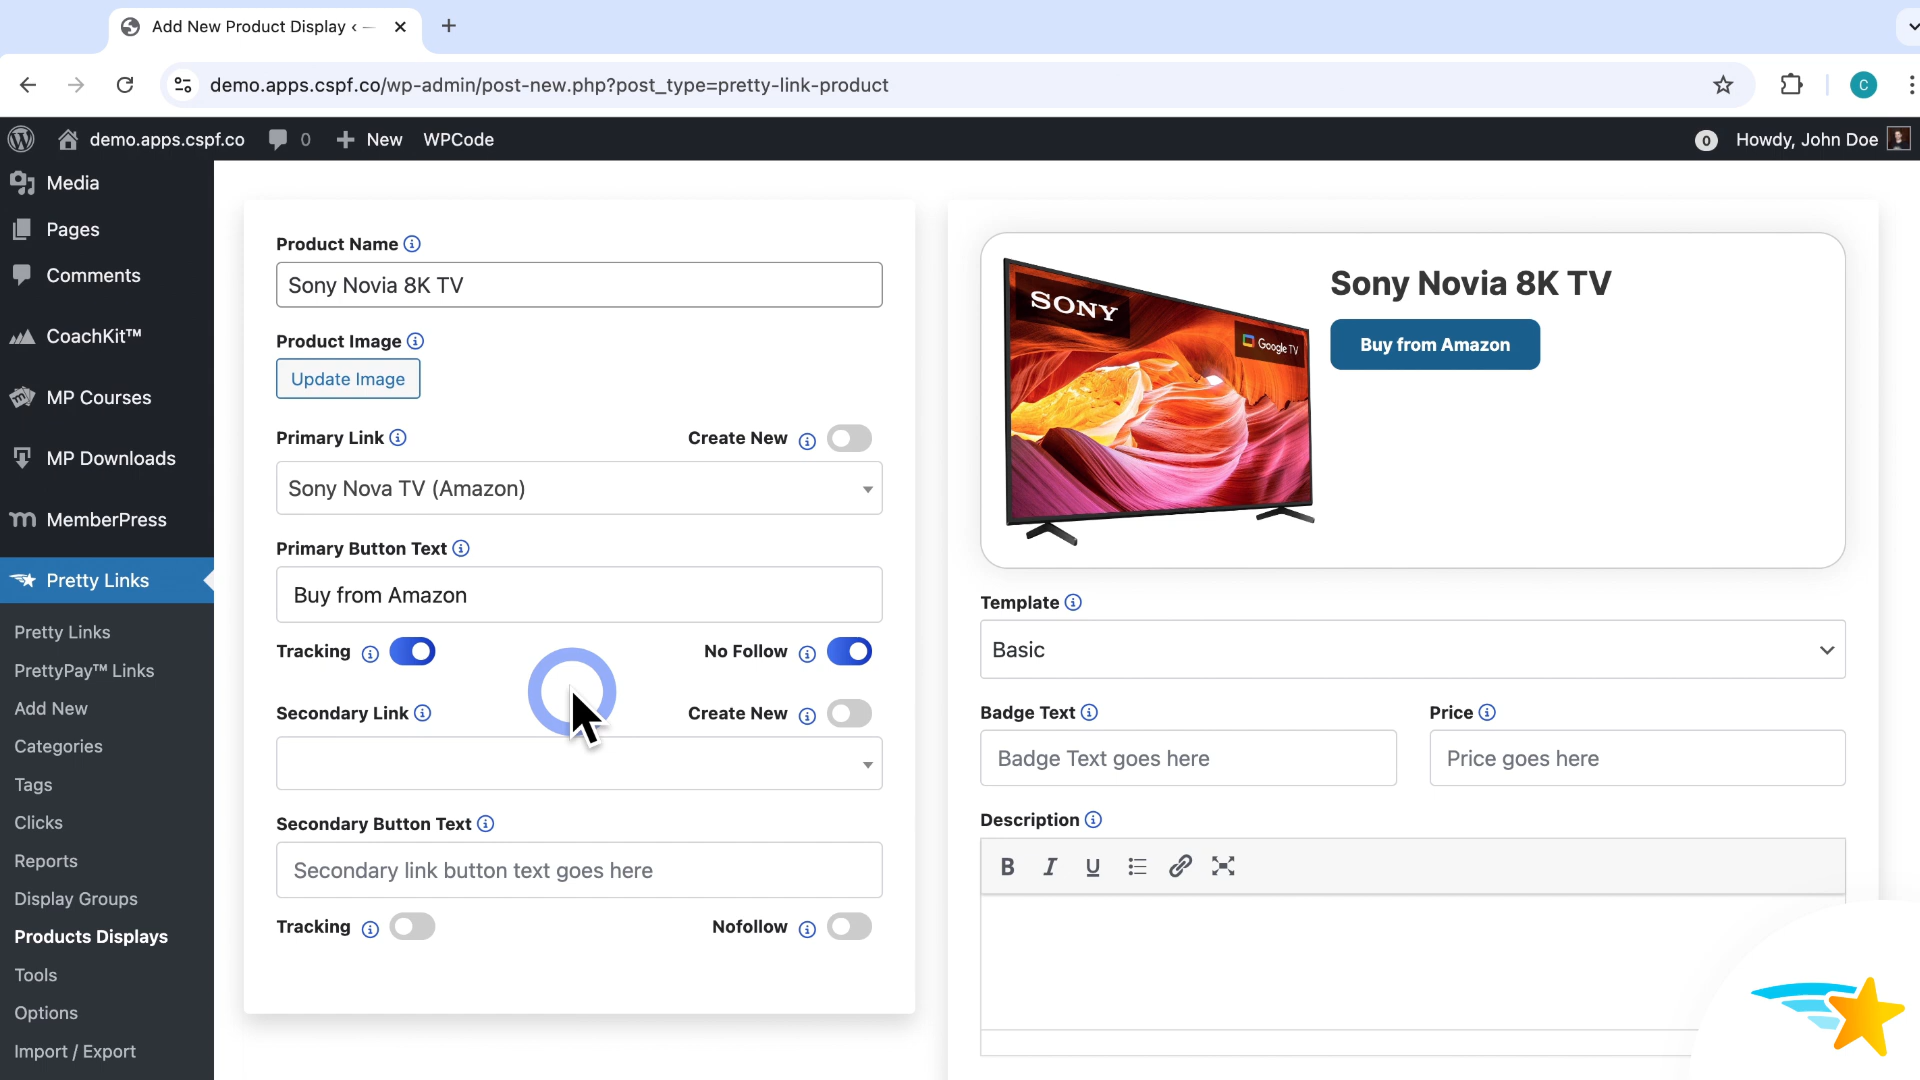 Add New Product Display ‹ —
demo.apps.cspf.co/wp-admin/post-new.php?post_type=pretty-link-product
C
demo.apps.cspf.co
0
New
WPCode
0
Howdy, John Doe
Media
Pages
Comments
CoachKit™
MP Courses
MP Downloads
MemberPress
Pretty Links
Pretty Links
PrettyPay™ Links
Add New
Categories
Tags
Clicks
Reports
Display Groups
Products Displays
Tools
Options
Import / Export
Product Name
Sony Novia 8K TV
Product Image
Update Image
Primary Link
Create New
Sony Nova TV (Amazon)
Primary Button Text
Buy from Amazon
Tracking
No Follow
Secondary Link
Create New
Secondary Button Text
Secondary link button text goes here
Tracking
Nofollow
SONY
Google TV
Sony Novia 8K TV
Buy from Amazon
Template
Basic
Badge Text
Price
Badge Text goes here
Price goes here
Description
B I U